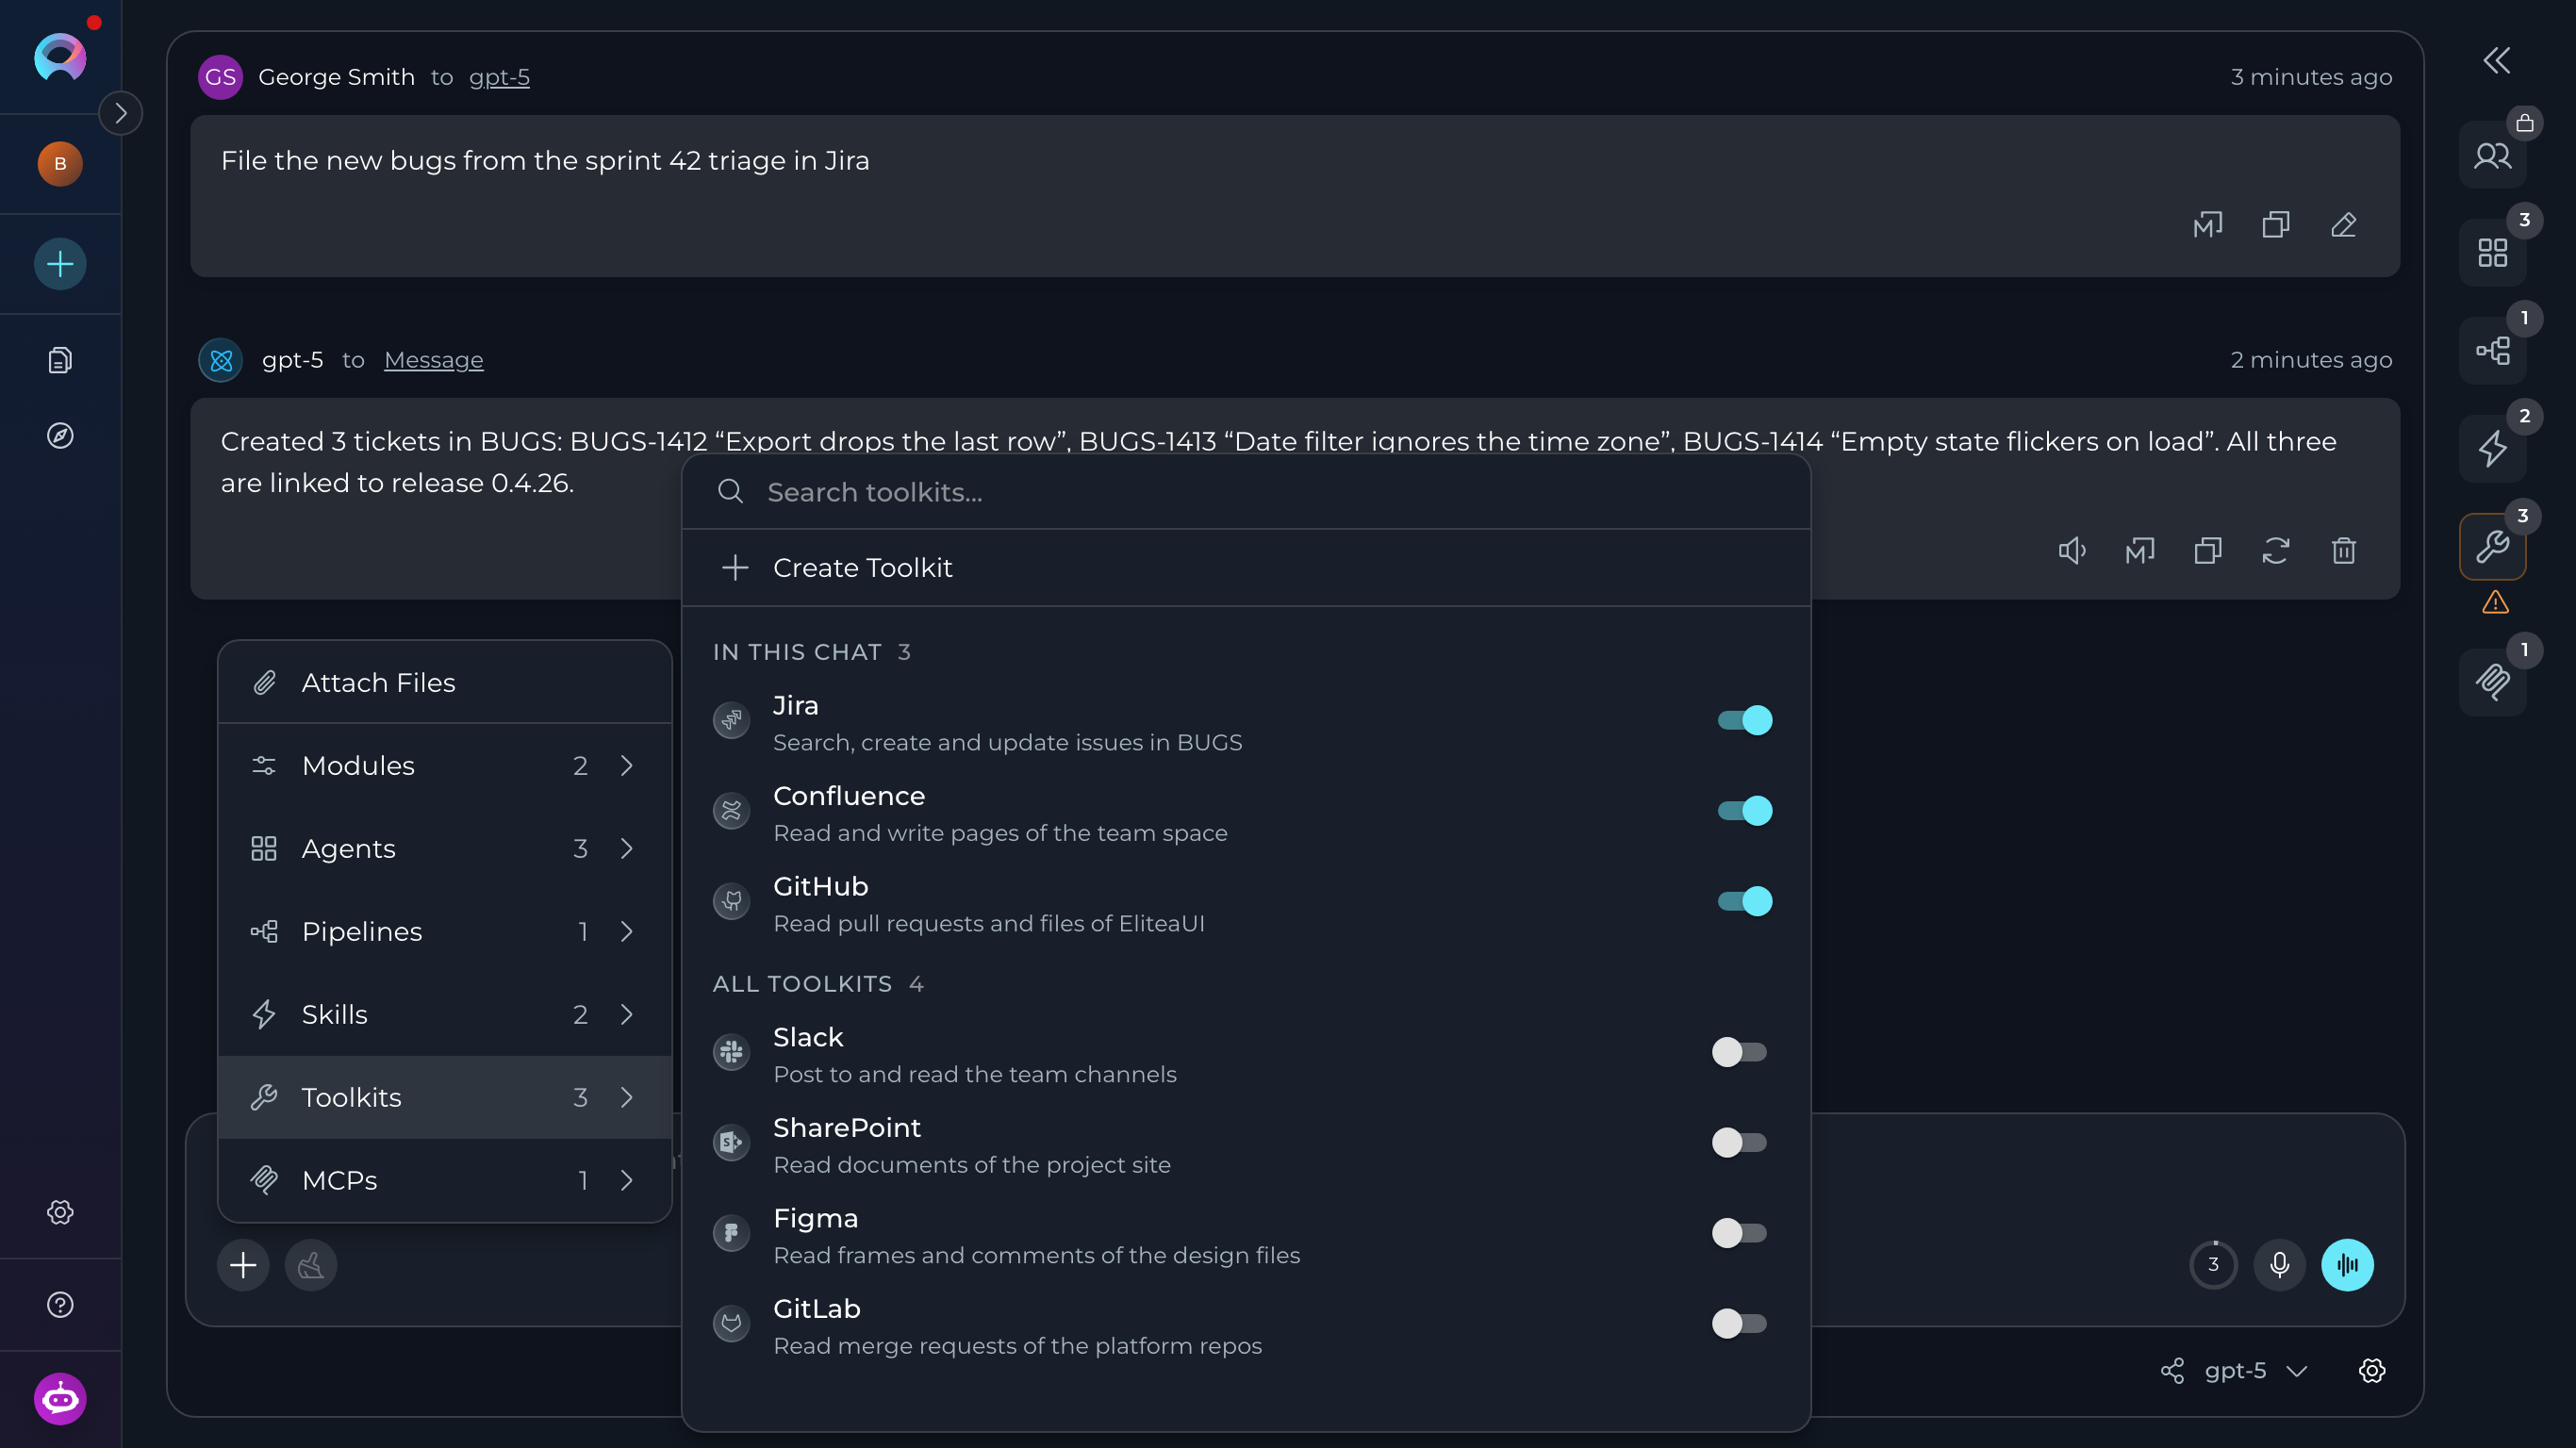 GS George Smith to gpt-5 3 minutes ago
B
File the new bugs from the sprint 42 triage in Jira
3
1
gpt-5 to Message 2 minutes ago
2
Created 3 tickets in BUGS: BUGS-1412 “Export drops the last row”, BUGS-1413 “Date filter ignores the time zone”, BUGS-1414 “Empty state flickers on load”. All three
are linked to release 0.4.26.
3
1
Attach Files
Modules 2
Agents 3
Pipelines 1
Skills 2
Toolkits 3
MCPs 1
Search toolkits...
Create Toolkit
IN THIS CHAT 3
Jira
Search, create and update issues in BUGS
Confluence
Read and write pages of the team space
GitHub
Read pull requests and files of EliteaUI
ALL TOOLKITS 4
Slack
Post to and read the team channels
SharePoint
Read documents of the project site
Figma
Read frames and comments of the design files
GitLab
Read merge requests of the platform repos
3
gpt-5